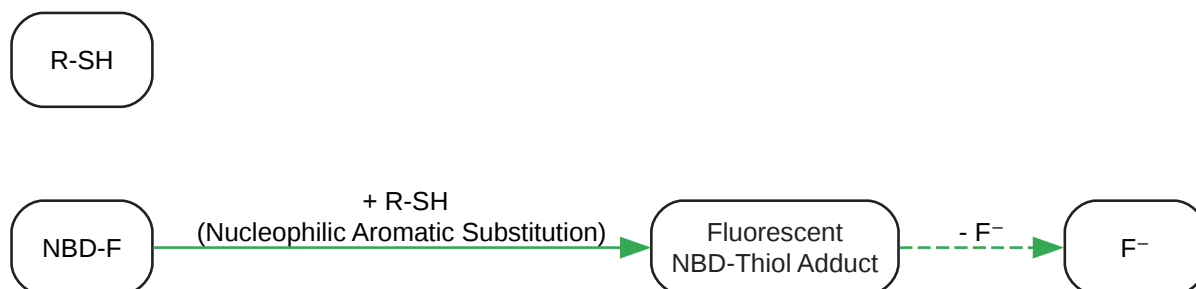 R-SH
+ R-SH
(Nucleophilic Aromatic Substitution)
NBD-F
Fluorescent
NBD-Thiol Adduct
- F⁻
F⁻